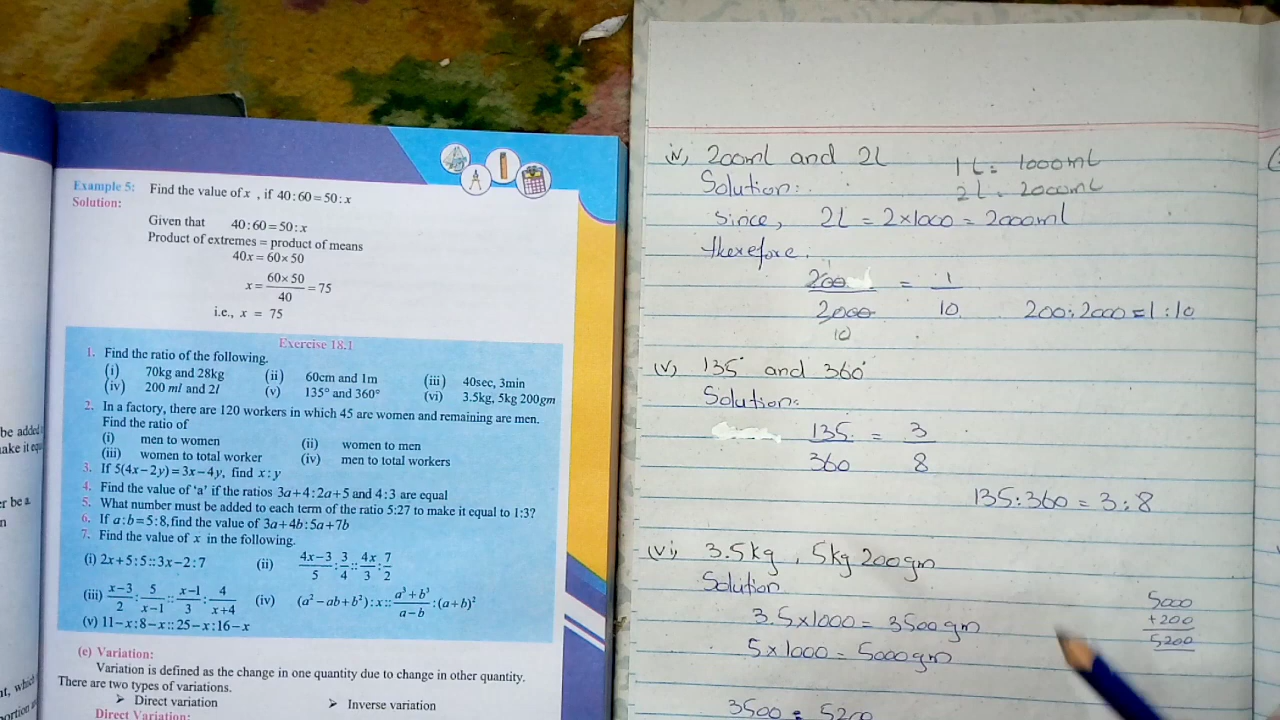 be added
ake it equ
er be a
n
nt, which
portion a
Example 5: Find the value of x , if 40:60=50:x
Solution:
Given that 40:60=50:x
Product of extremes = product of means
40x = 60×50
x = 60×50/40 = 75
i.e., x = 75
Exercise 18.1
1. Find the ratio of the following.
(i) 70kg and 28kg (ii) 60cm and 1m (iii) 40sec, 3min
(iv) 200 ml and 2l (v) 135° and 360° (vi) 3.5kg, 5kg 200gm
2. In a factory, there are 120 workers in which 45 are women and remaining are men.
Find the ratio of
(i) men to women (ii) women to men
(iii) women to total worker (iv) men to total workers
3. If 5(4x−2y)=3x−4y, find x:y
4. Find the value of 'a' if the ratios 3a+4:2a+5 and 4:3 are equal
5. What number must be added to each term of the ratio 5:27 to make it equal to 1:3?
6. If a:b=5:8, find the value of 3a+4b:5a+7b
7. Find the value of x in the following.
(i) 2x+5:5::3x−2:7 (ii) 4x−3/5 : 3/4 :: 4x/3 : 7/2
(iii) x−3/2 : 5/x−1 :: x−1/3 : 4/x+4 (iv) (a²−ab+b²):x::a³+b³/a−b:(a+b)²
(v) 11−x:8−x::25−x:16−x
(e) Variation:
Variation is defined as the change in one quantity due to change in other quantity.
There are two types of variations.
➢ Direct variation ➢ Inverse variation
Direct Variation:
iv, 200ml and 2L 1L = 1000ml
Solution: 2L = 2000ml
Since, 2L = 2×1000 = 2000ml
therefore:
200/2000 = 1/10 200:2000 = 1:10
10
(v) 135° and 360°
Solution:
135/360 = 3/8
135:360 = 3:8
(vi) 3.5kg, 5kg 200gm
Solution
5000
+200
5200
3.5×1000 = 3500gm
5×1000 = 5000gm
3500 : 5200